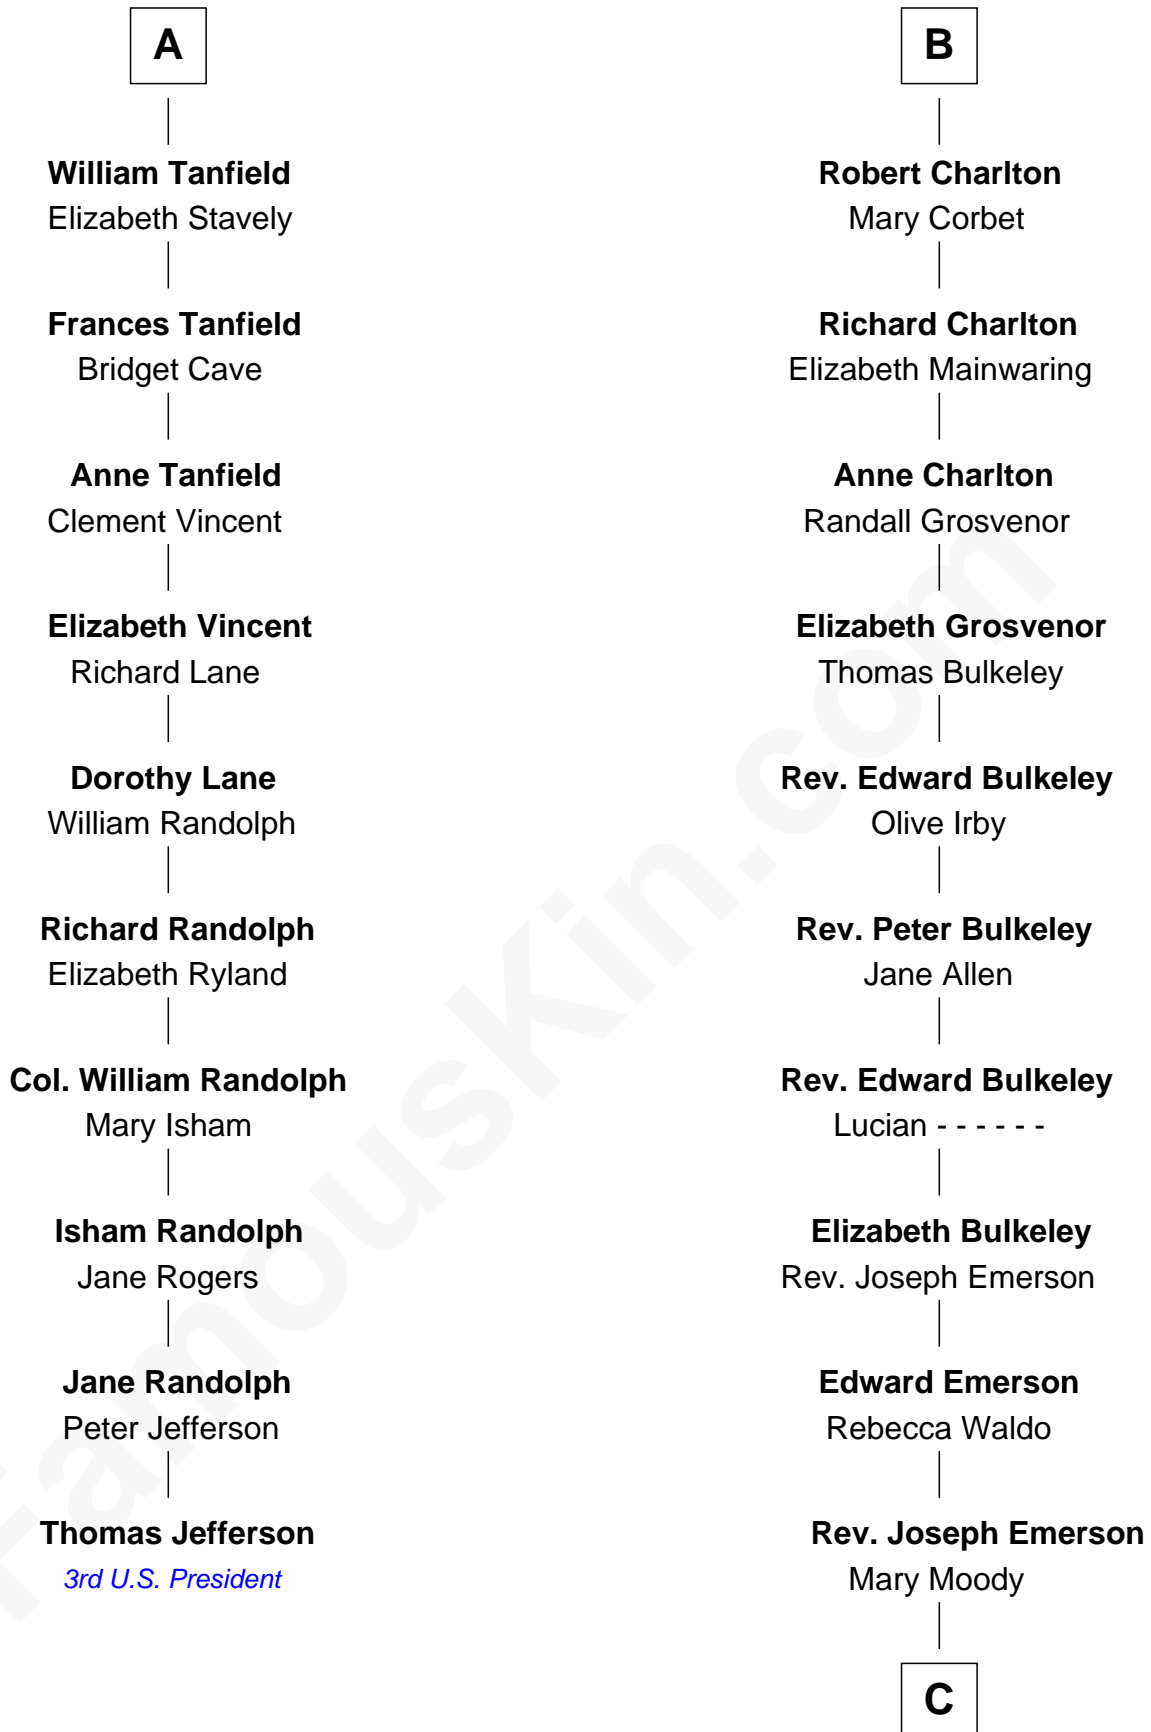 A
William Tanfield
Elizabeth Stavely
Frances Tanfield
Bridget Cave
Anne Tanfield
Clement Vincent
Elizabeth Vincent
Richard Lane
Dorothy Lane
William Randolph
Richard Randolph
Elizabeth Ryland
Col. William Randolph
Mary Isham
Isham Randolph
Jane Rogers
Jane Randolph
Peter Jefferson
Thomas Jefferson
3rd U.S. President
B
Robert Charlton
Mary Corbet
Richard Charlton
Elizabeth Mainwaring
Anne Charlton
Randall Grosvenor
Elizabeth Grosvenor
Thomas Bulkeley
Rev. Edward Bulkeley
Olive Irby
Rev. Peter Bulkeley
Jane Allen
Rev. Edward Bulkeley
Lucian - - - - - -
Elizabeth Bulkeley
Rev. Joseph Emerson
Edward Emerson
Rebecca Waldo
Rev. Joseph Emerson
Mary Moody
C
FamousKin.com